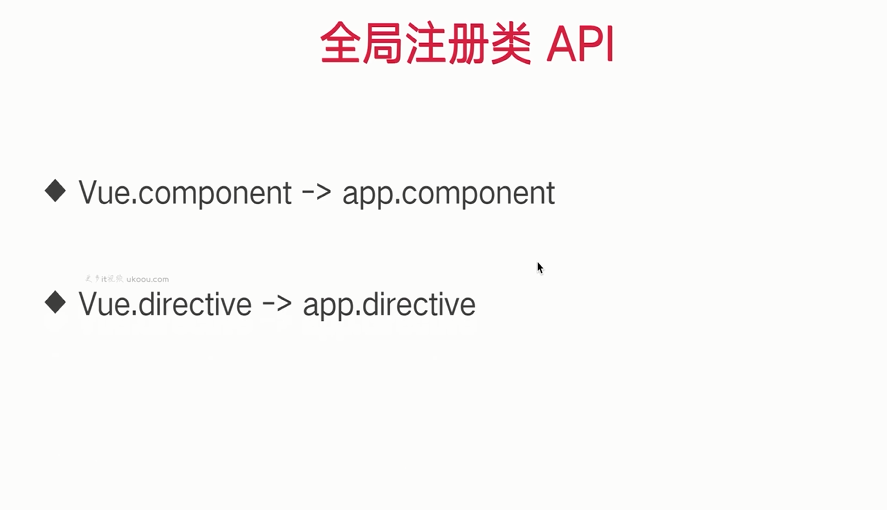 全局注册类 API
◆ Vue.component -> app.component
ukoou.com
◆ Vue.directive -> app.directive